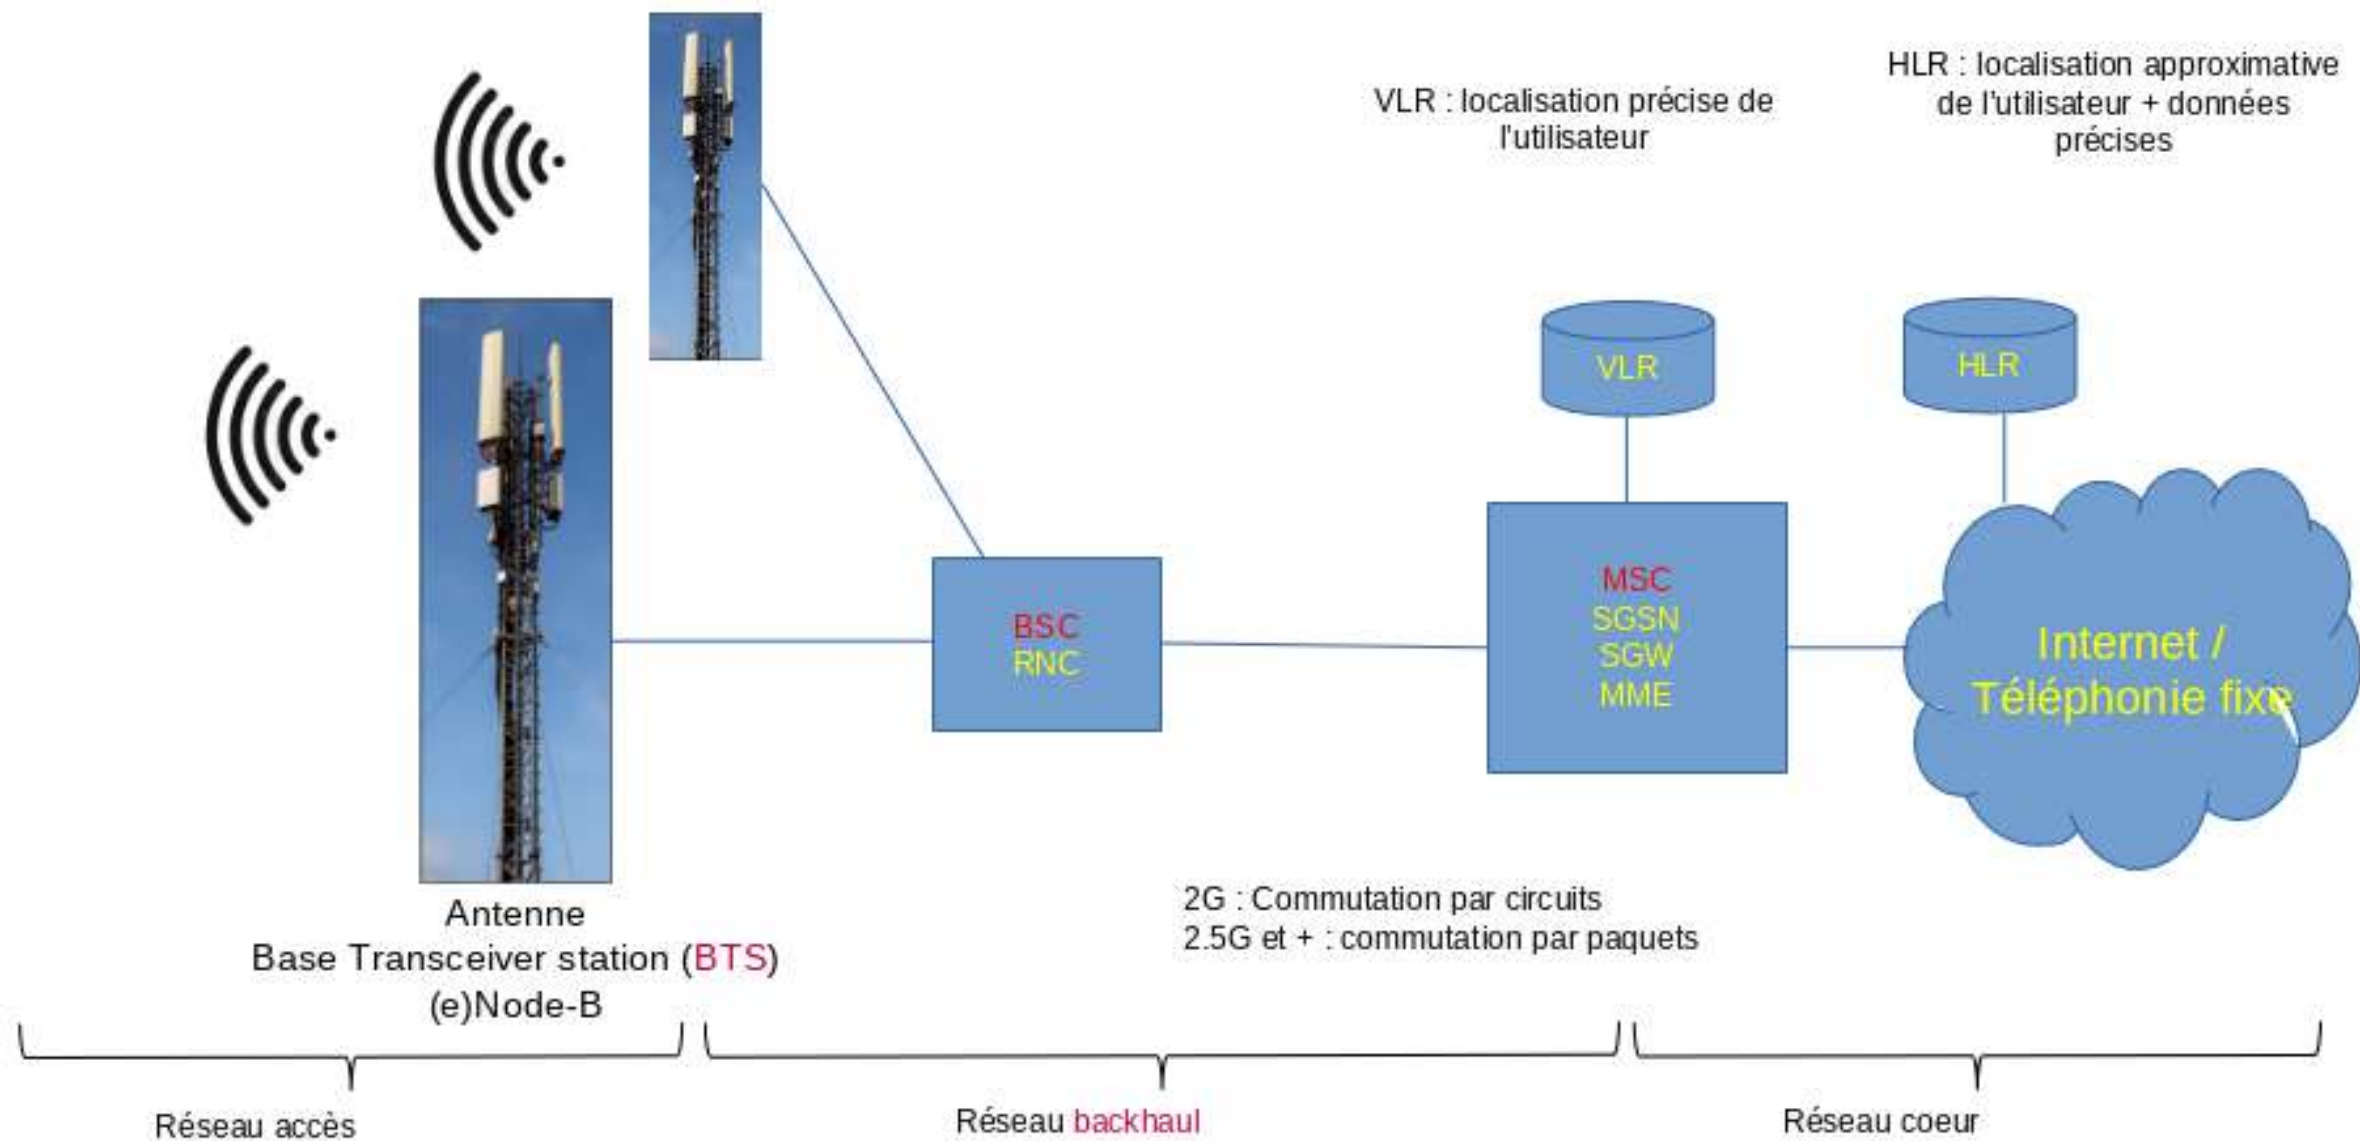 VLR : localisation précise de
l'utilisateur
HLR : localisation approximative
de l'utilisateur + données
précises
VLR
HLR
BSC
RNC
MSC
SGSN
SGW
MME
Internet /
Téléphonie fixe
Antenne
Base Transceiver station (BTS)
(e)Node-B
2G : Commutation par circuits
2.5G et + : commutation par paquets
Réseau accès
Réseau backhaul
Réseau coeur